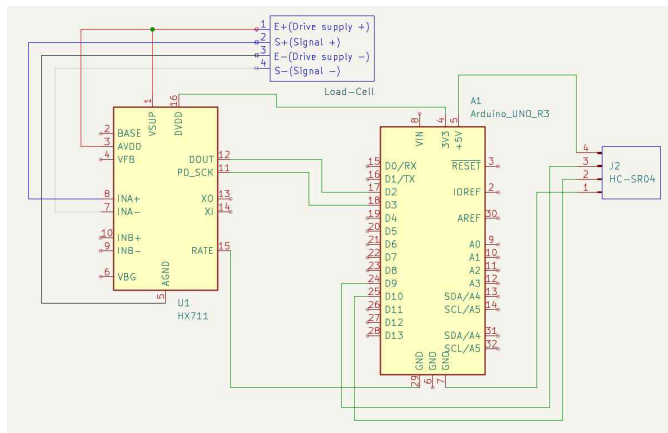 1 E+(Drive supply +)
2 S+(Signal +)
3 E-(Drive supply -)
4 S-(Signal -)
Load-Cell
1 VSUP
16 DVDD
2 BASE
3 AVDD
4 VFB
8 INA+
7 INA-
10 INB+
9 INB-
6 VBG
5 AGND
DOUT 12
PD_SCK 11
XO 13
XI 14
RATE 15
U1
HX711
A1
Arduino_UNO_R3
8 VIN
4 3V3
5 +5V
15 D0/RX
16 D1/TX
17 D2
18 D3
19 D4
20 D5
21 D6
22 D7
23 D8
24 D9
25 D10
26 D11
27 D12
28 D13
RESET 3
IOREF 2
AREF 30
A0 9
A1 10
A2 11
A3 12
SDA/A4 13
SCL/A5 14
SDA/A4 31
SCL/A5 32
GND 29
GND 6
GND 7
4
3
2
1
J2
HC-SR04